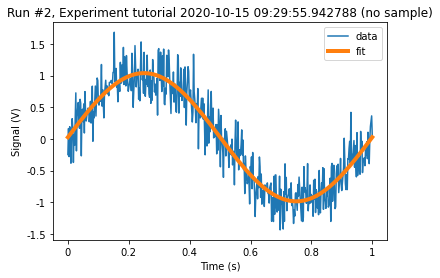 Run #2, Experiment tutorial 2020-10-15 09:29:55.942788 (no sample)
data
fit
Signal (V)
1.5
1
0.5
0
-0.5
-1
-1.5
0
0.2
0.4
0.6
0.8
1
Time (s)